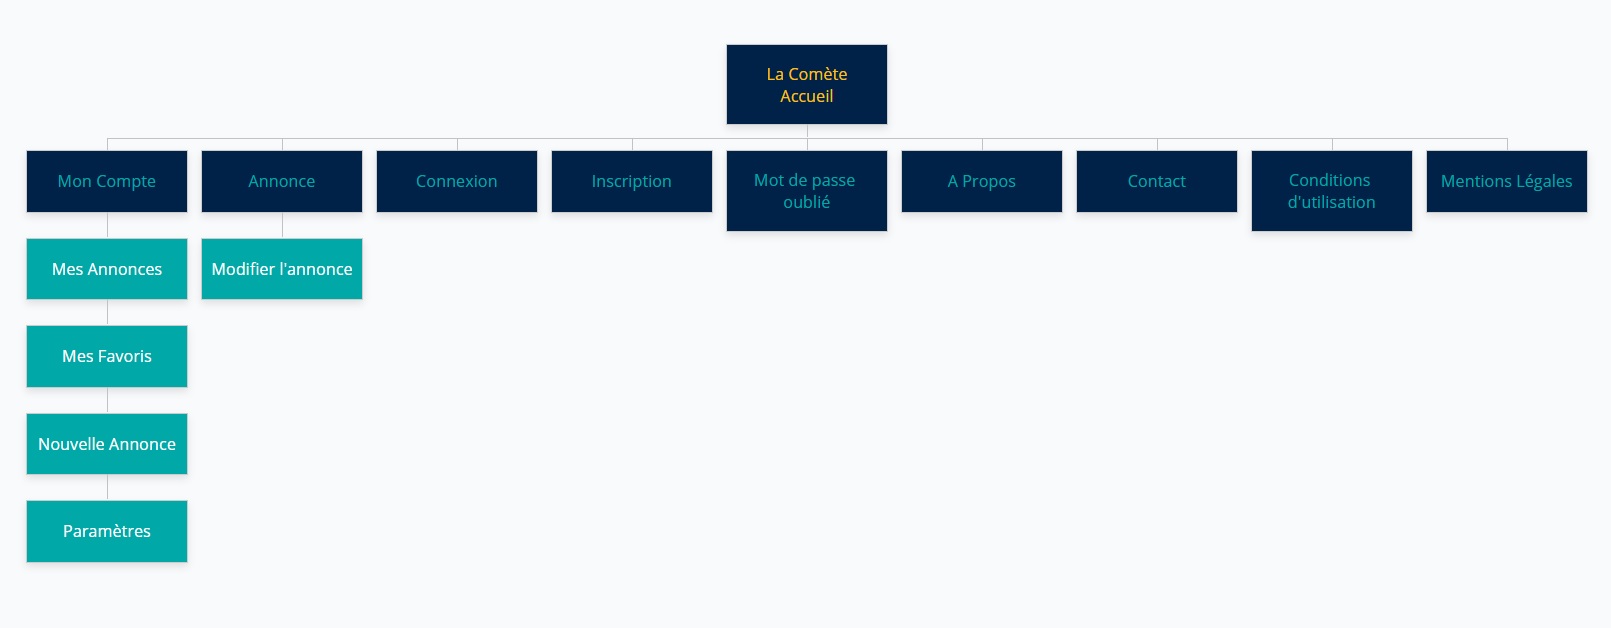 La Comète
Accueil
Mon Compte
Annonce
Connexion
Inscription
Mot de passe
oublié
A Propos
Contact
Conditions
d'utilisation
Mentions Légales
Mes Annonces
Modifier l'annonce
Mes Favoris
Nouvelle Annonce
Paramètres